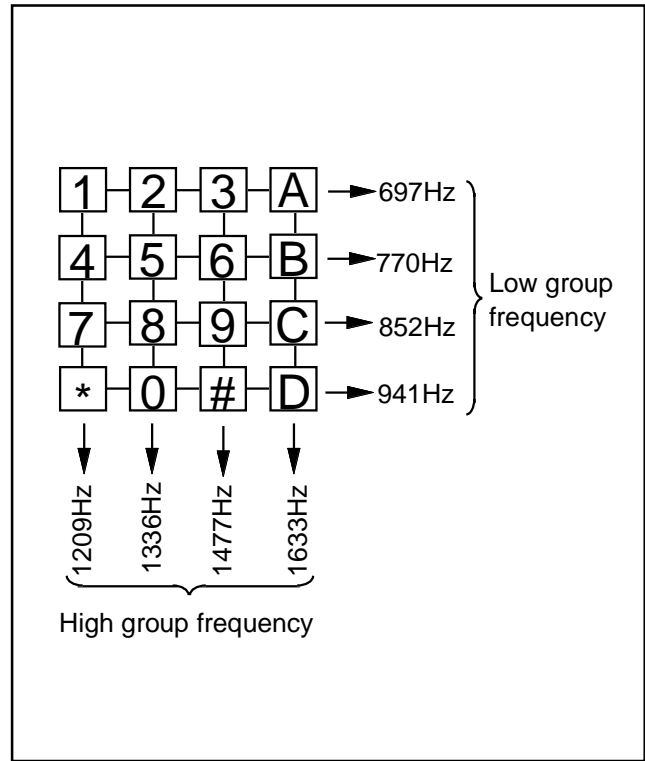 1 2 3 A 697Hz
4 5 6 B 770Hz
Low group
7 8 9 C 852Hz
frequency
* 0 # D 941Hz
1209Hz 1336Hz 1477Hz 1633Hz
High group frequency